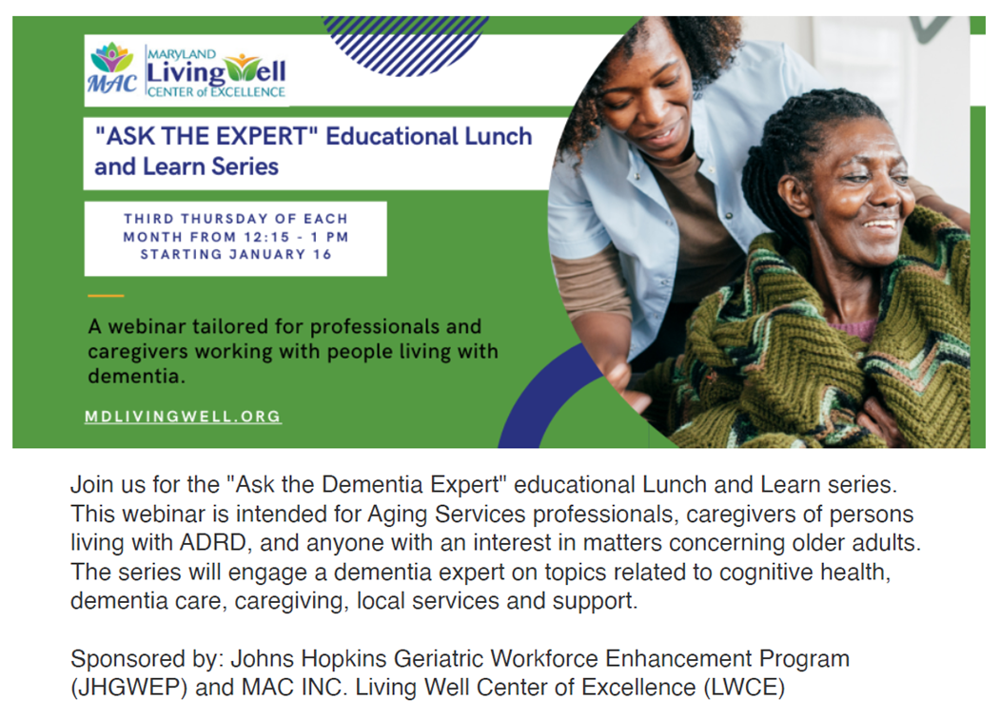 MAC
MARYLAND
LivingWell
CENTER of EXCELLENCE
"ASK THE EXPERT" Educational Lunch
and Learn Series
THIRD THURSDAY OF EACH
MONTH FROM 12:15 - 1 PM
STARTING JANUARY 16
A webinar tailored for professionals and
caregivers working with people living with
dementia.
MDLIVINGWELL.ORG
Join us for the "Ask the Dementia Expert" educational Lunch and Learn series.
This webinar is intended for Aging Services professionals, caregivers of persons
living with ADRD, and anyone with an interest in matters concerning older adults.
The series will engage a dementia expert on topics related to cognitive health,
dementia care, caregiving, local services and support.
Sponsored by: Johns Hopkins Geriatric Workforce Enhancement Program
(JHGWEP) and MAC INC. Living Well Center of Excellence (LWCE)